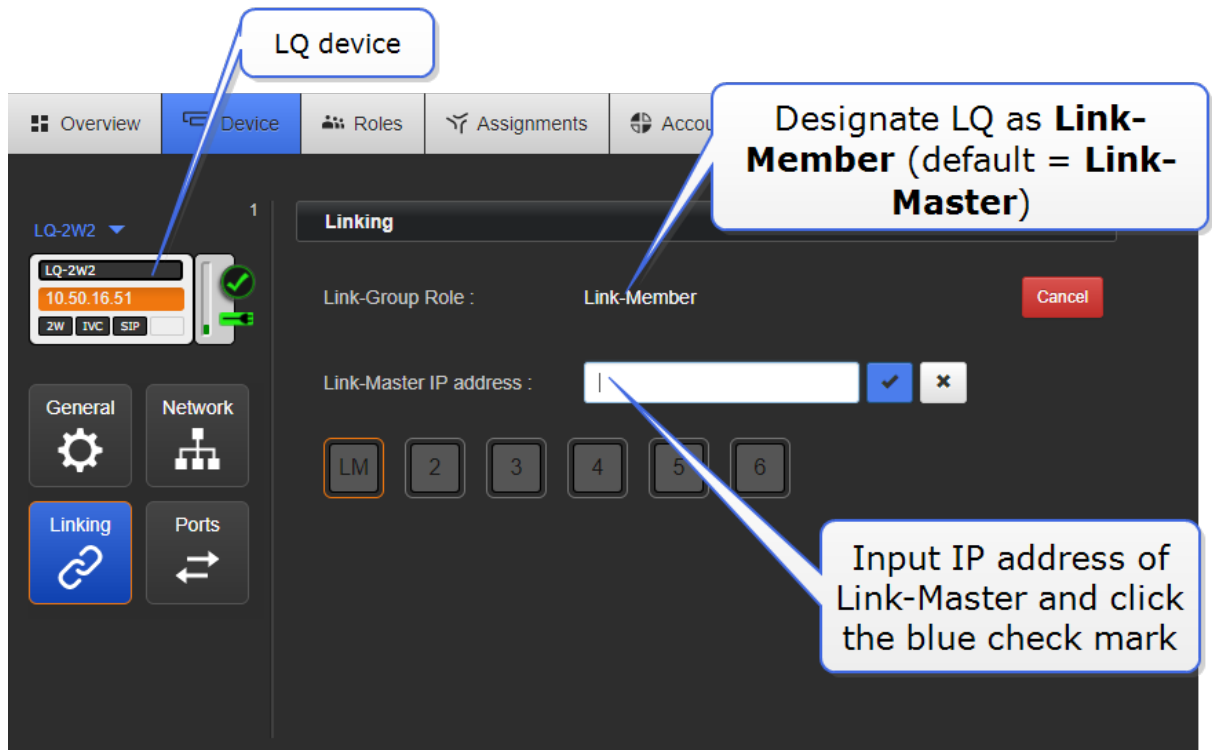 LQ device
Overview
Device
Roles
Assignments
Designate LQ as Link-
Member (default = Link-
Master)
LQ-2W2
1
LQ-2W2
10.50.16.51
2W IVC SIP
General
Network
Linking
Ports
Linking
Link-Group Role :
Link-Member
Cancel
Link-Master IP address :
LM 2 3 4 5 6
Input IP address of
Link-Master and click
the blue check mark